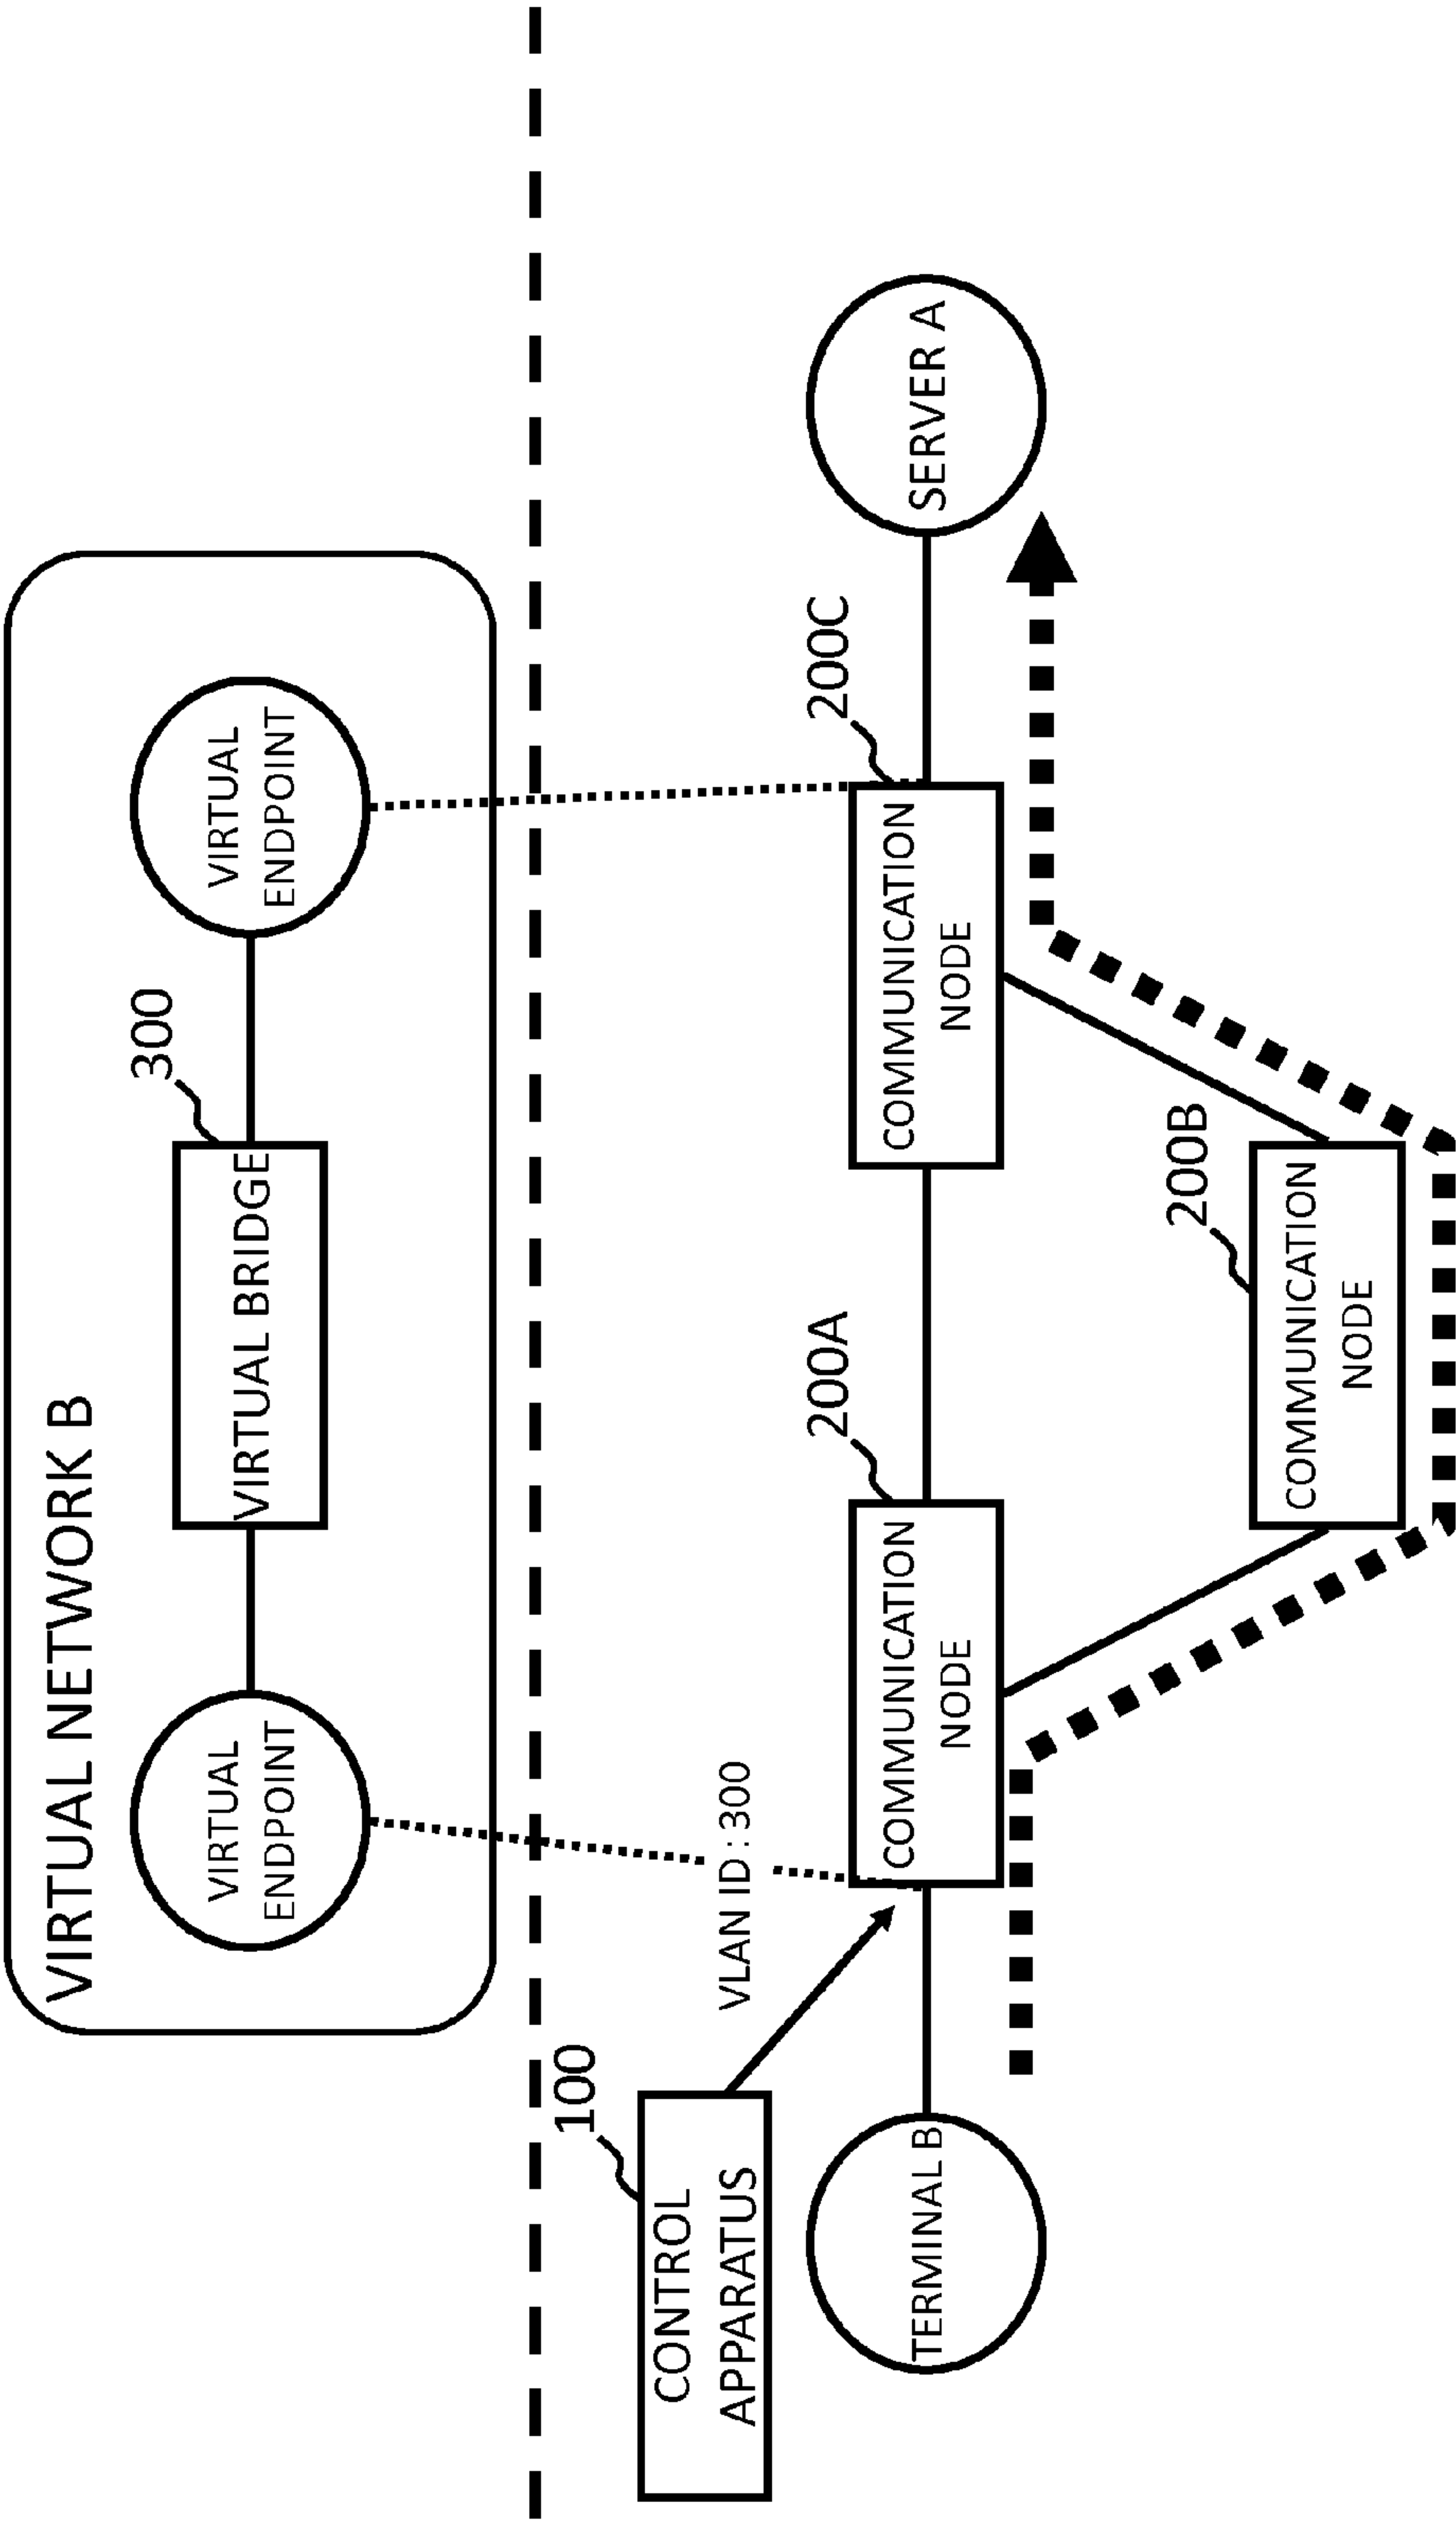 VIRTUAL NETWORK B
VIRTUAL
ENDPOINT
VIRTUAL BRIDGE
300
VIRTUAL
ENDPOINT
100
CONTROL
APPARATUS
VLAN ID : 300
TERMINAL B
200A
COMMUNICATION
NODE
200C
COMMUNICATION
NODE
SERVER A
200B
COMMUNICATION
NODE